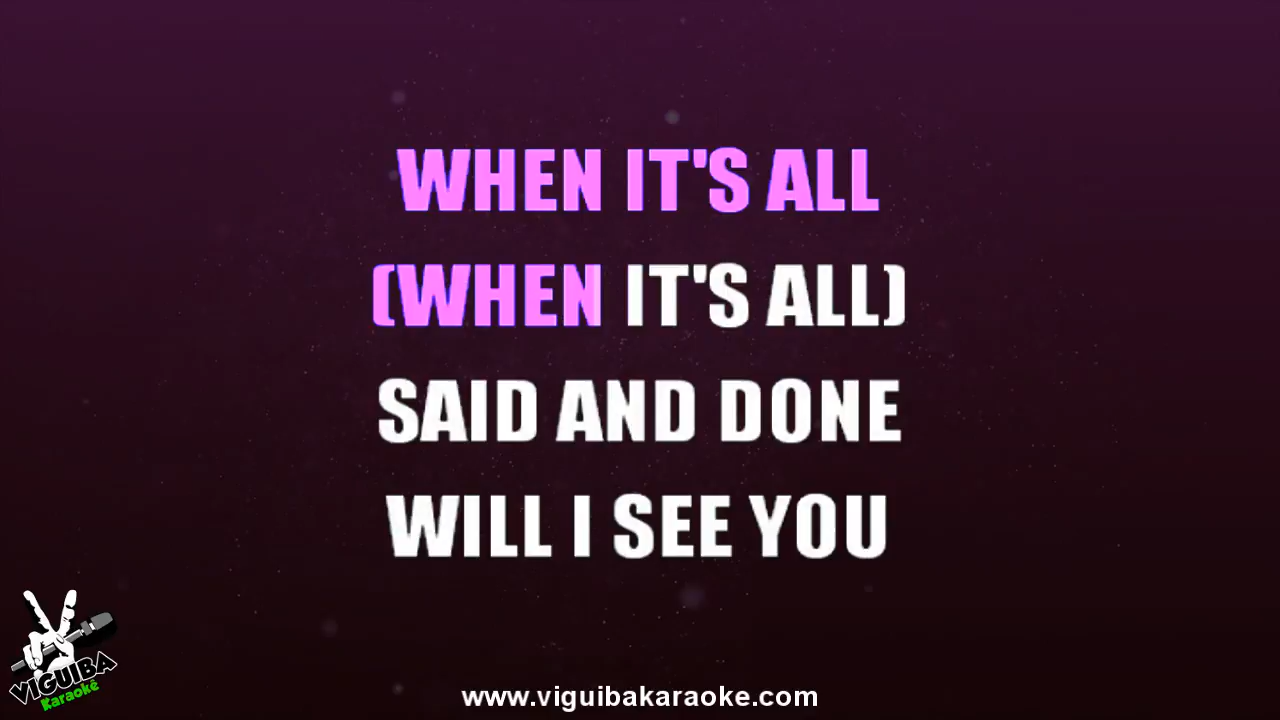 WHEN IT'S ALL
(WHEN IT'S ALL)
SAID AND DONE
WILL I SEE YOU
VIGUIBA
Karaokê
www.viguibakaraoke.com